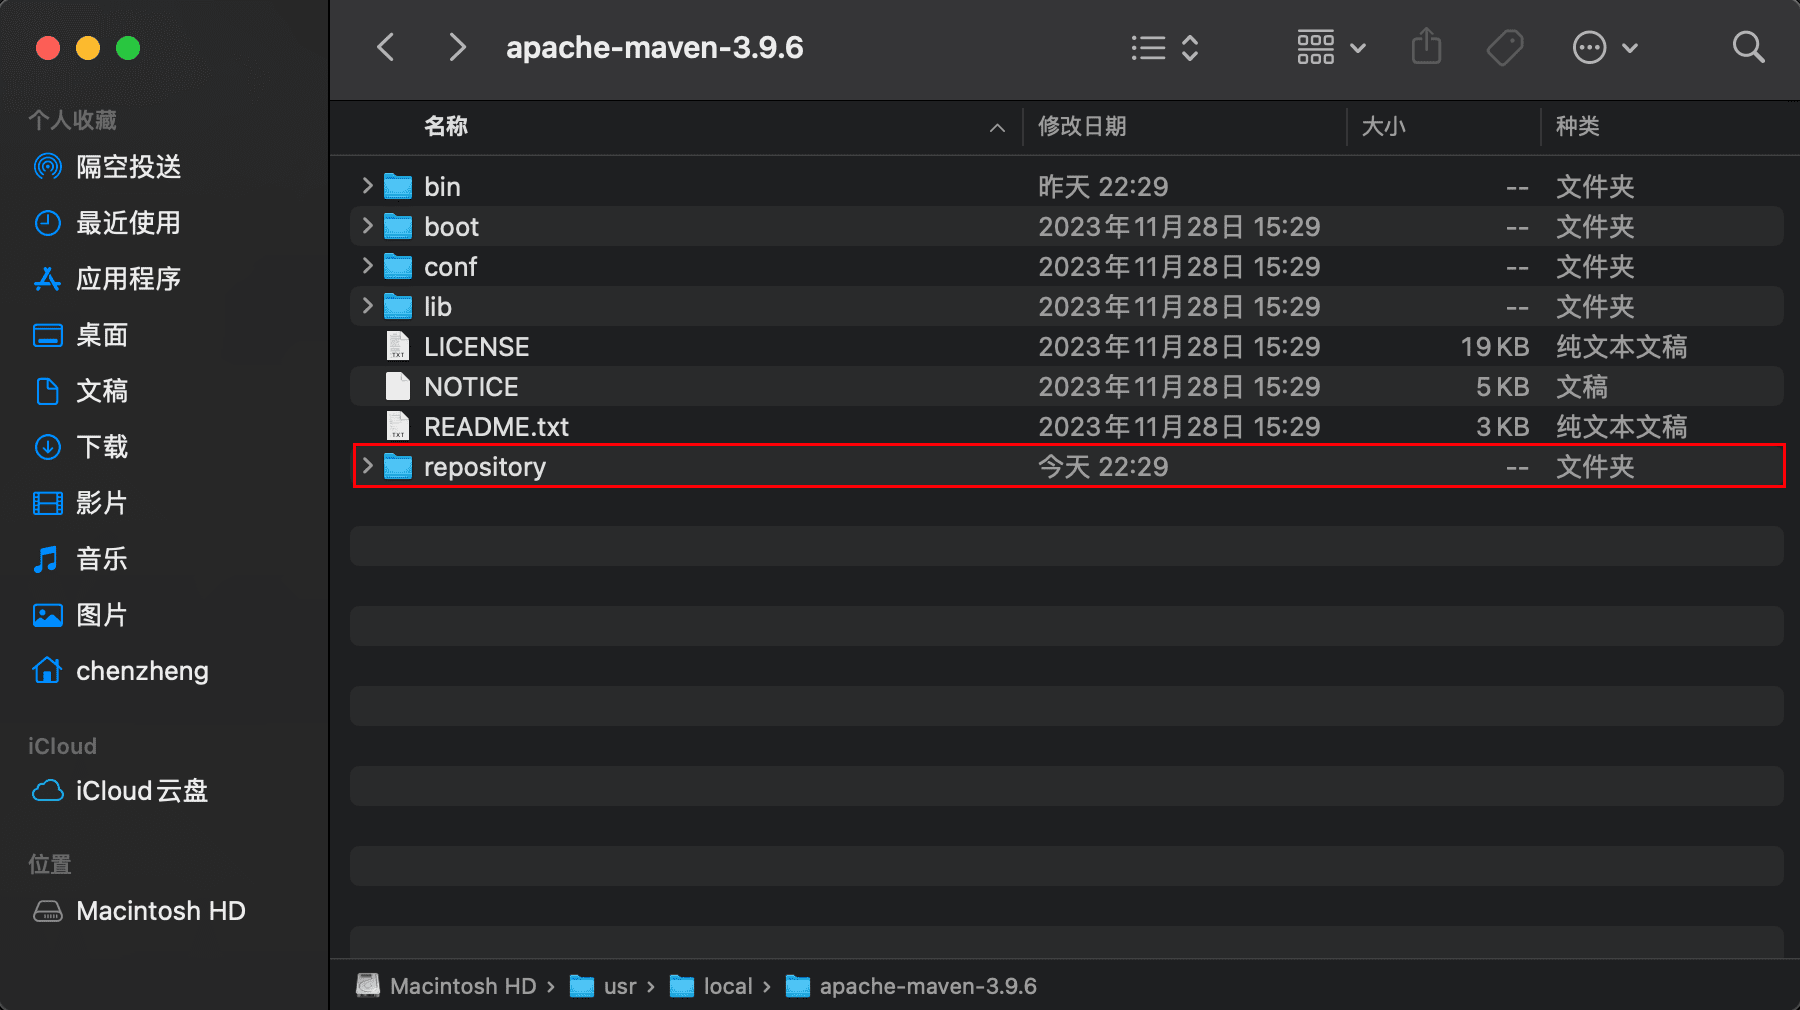 apache-maven-3.9.6
个人收藏
隔空投送
最近使用
应用程序
桌面
文稿
下载
影片
音乐
图片
chenzheng
iCloud
iCloud云盘
位置
Macintosh HD
名称 修改日期 大小 种类
bin 昨天 22:29 -- 文件夹
boot 2023年11月28日 15:29 -- 文件夹
conf 2023年11月28日 15:29 -- 文件夹
lib 2023年11月28日 15:29 -- 文件夹
LICENSE 2023年11月28日 15:29 19 KB 纯文本文稿
NOTICE 2023年11月28日 15:29 5 KB 文稿
README.txt 2023年11月28日 15:29 3 KB 纯文本文稿
repository 今天 22:29 -- 文件夹
Macintosh HD › usr › local › apache-maven-3.9.6